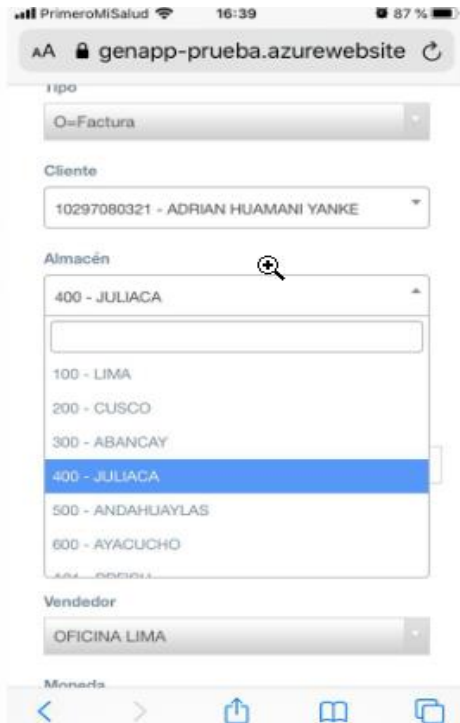 PrimeroMiSalud 16:39 87 %
AA genapp-prueba.azurewebsite
Tipo
O=Factura
Cliente
10297080321 - ADRIAN HUAMANI YANKE
Almacén
400 - JULIACA
100 - LIMA
200 - CUSCO
300 - ABANCAY
400 - JULIACA
500 - ANDAHUAYLAS
600 - AYACUCHO
Vendedor
OFICINA LIMA
Moneda